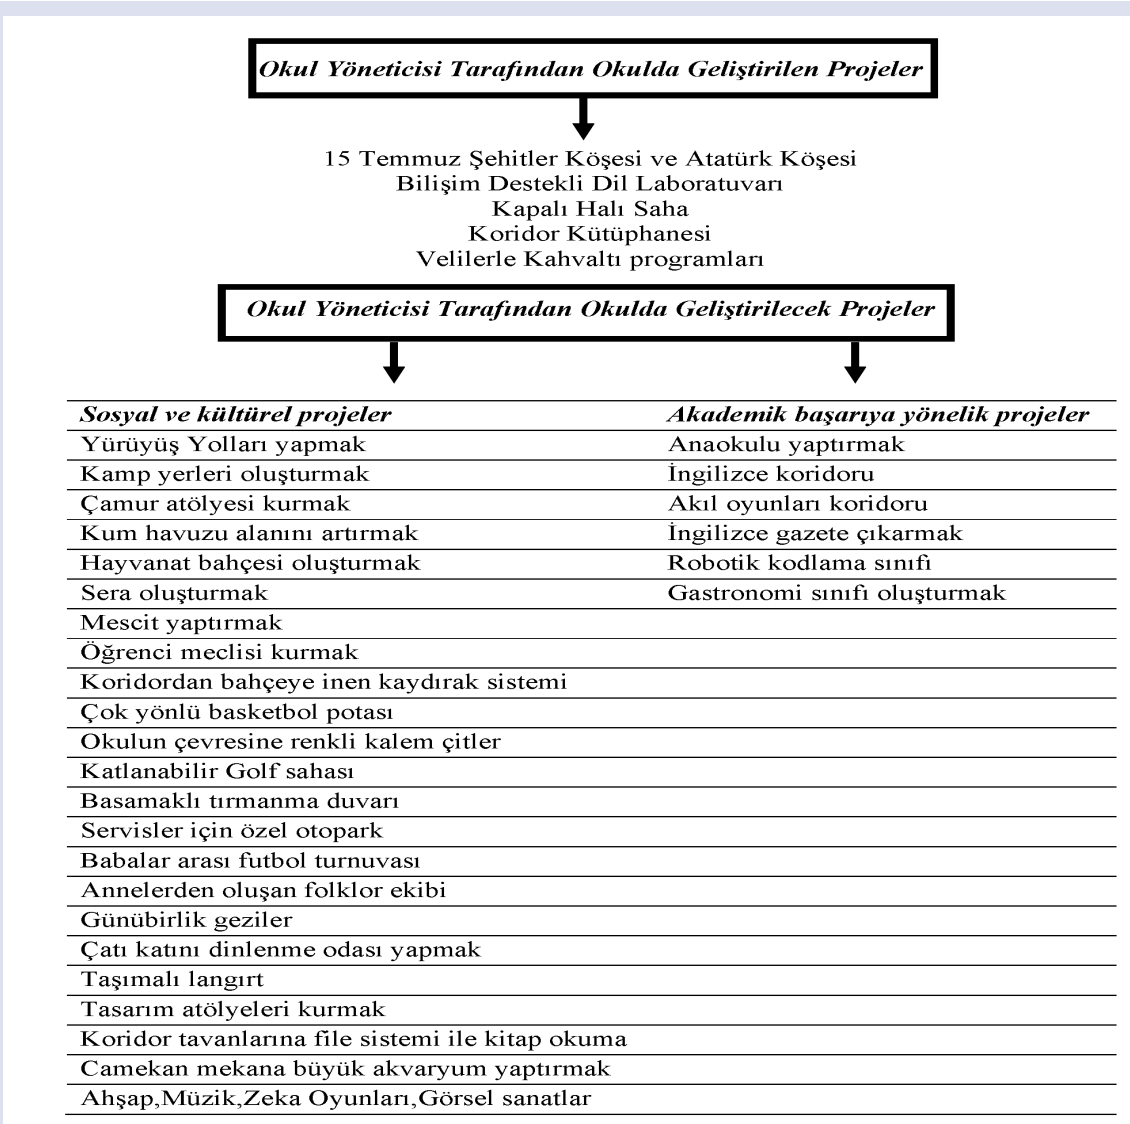 Okul Yöneticisi Tarafından Okulda Geliştirilen Projeler
15 Temmuz Şehitler Köşesi ve Atatürk Köşesi
Bilişim Destekli Dil Laboratuvarı
Kapalı Halı Saha
Koridor Kütüphanesi
Velilerle Kahvaltı programları
Okul Yöneticisi Tarafından Okulda Geliştirilecek Projeler
Sosyal ve kültürel projeler Akademik başarıya yönelik projeler
Yürüyüş Yolları yapmak Anaokulu yaptırmak
Kamp yerleri oluşturmak İngilizce koridoru
Çamur atölyesi kurmak Akıl oyunları koridoru
Kum havuzu alanını artırmak İngilizce gazete çıkarmak
Hayvanat bahçesi oluşturmak Robotik kodlama sınıfı
Sera oluşturmak Gastronomi sınıfı oluşturmak
Mescit yaptırmak
Öğrenci meclisi kurmak
Koridordan bahçeye inen kaydırak sistemi
Çok yönlü basketbol potası
Okulun çevresine renkli kalem çitler
Katlanabilir Golf sahası
Basamaklı tırmanma duvarı
Servisler için özel otopark
Babalar arası futbol turnuvası
Annelerden oluşan folklor ekibi
Günübirlik geziler
Çatı katını dinlenme odası yapmak
Taşımalı langırt
Tasarım atölyeleri kurmak
Koridor tavanlarına file sistemi ile kitap okuma
Camekan mekana büyük akvaryum yaptırmak
Ahşap,Müzik,Zeka Oyunları,Görsel sanatlar